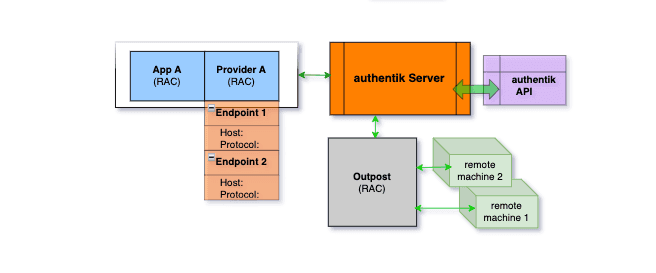 App A
(RAC)
Provider A
(RAC)
Endpoint 1
Host:
Protocol:
Endpoint 2
Host:
Protocol:
authentik Server
authentik
API
Outpost
(RAC)
remote
machine 2
remote
machine 1